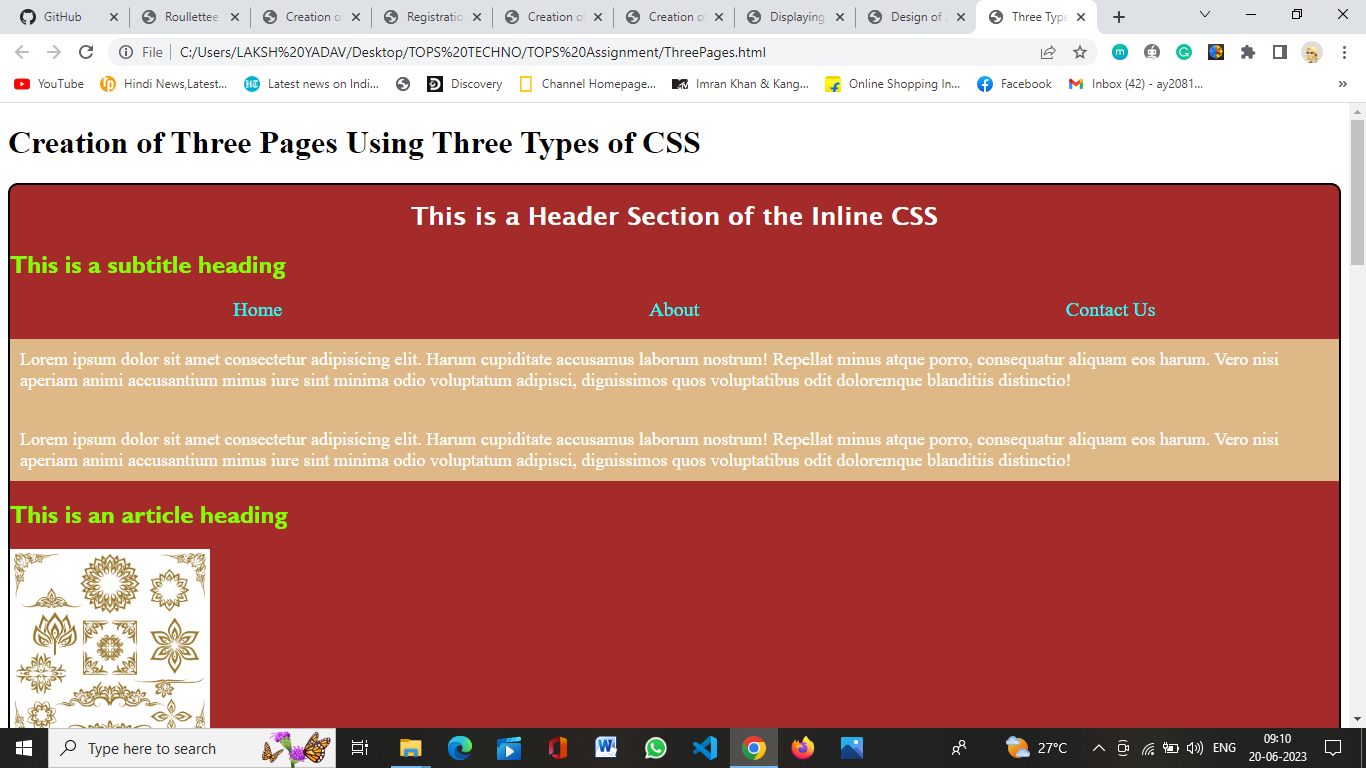 GitHub
Roullettee
Creation of
Registratio
Creation of
Creation of
Displaying
Design of a
Three Type
File
C:/Users/LAKSH%20YADAV/Desktop/TOPS%20TECHNO/TOPS%20Assignment/ThreePages.html
YouTube
Hindi News,Latest...
Latest news on Indi...
Discovery
Channel Homepage...
Imran Khan & Kang...
Online Shopping In...
Facebook
Inbox (42) - ay2081...
Creation of Three Pages Using Three Types of CSS
This is a Header Section of the Inline CSS
This is a subtitle heading
Home
About
Contact Us
Lorem ipsum dolor sit amet consectetur adipisicing elit. Harum cupiditate accusamus laborum nostrum! Repellat minus atque porro, consequatur aliquam eos harum. Vero nisi
aperiam animi accusantium minus iure sint minima odio voluptatum adipisci, dignissimos quos voluptatibus odit doloremque blanditiis distinctio!
Lorem ipsum dolor sit amet consectetur adipisicing elit. Harum cupiditate accusamus laborum nostrum! Repellat minus atque porro, consequatur aliquam eos harum. Vero nisi
aperiam animi accusantium minus iure sint minima odio voluptatum adipisci, dignissimos quos voluptatibus odit doloremque blanditiis distinctio!
This is an article heading
Type here to search
27°C
ENG
09:10
20-06-2023